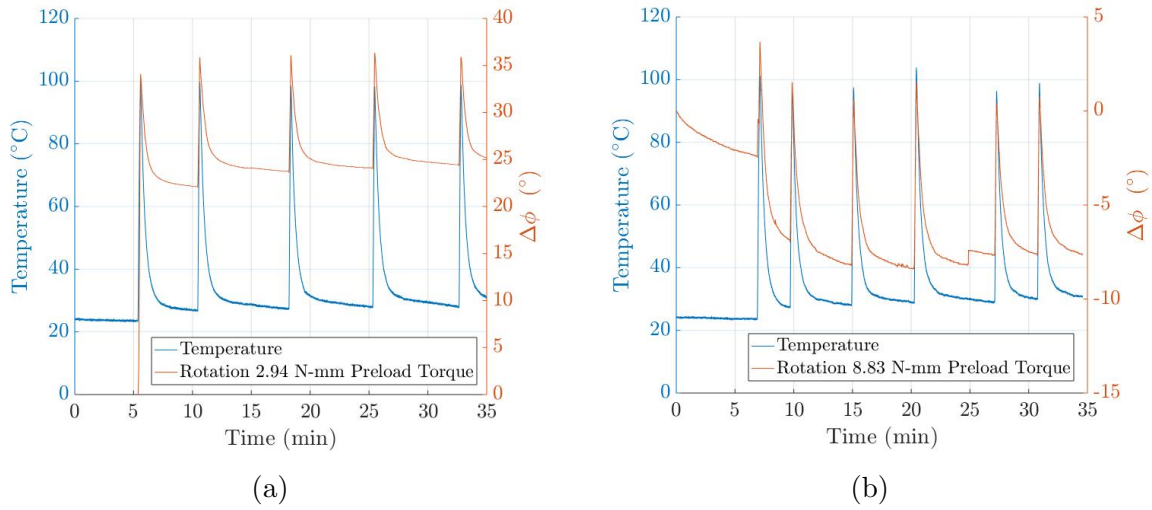 120
100
80
60
40
20
0
Temperature (°C)
40
35
30
25
20
15
10
5
0
Δϕ (°)
Temperature
Rotation 2.94 N-mm Preload Torque
0 5 10 15 20 25 30 35
Time (min)
(a)
120
100
80
60
40
20
0
Temperature (°C)
5
0
-5
-10
-15
Δϕ (°)
Temperature
Rotation 8.83 N-mm Preload Torque
0 5 10 15 20 25 30 35
Time (min)
(b)